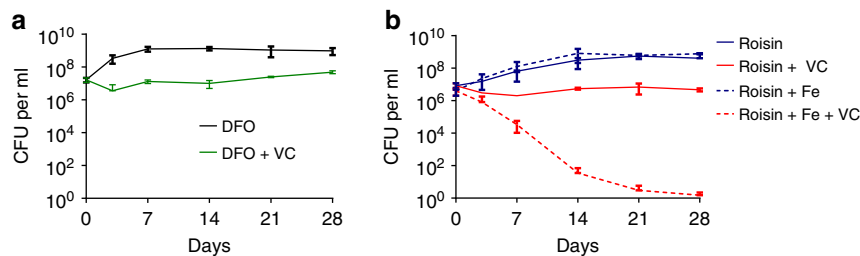 a
CFU per ml
10^10
10^8
10^6
10^4
10^2
10^0
DFO
DFO + VC
0 7 14 21 28
Days
b
CFU per ml
10^10
10^8
10^6
10^4
10^2
10^0
0 7 14 21 28
Days
Roisin
Roisin + VC
Roisin + Fe
Roisin + Fe + VC